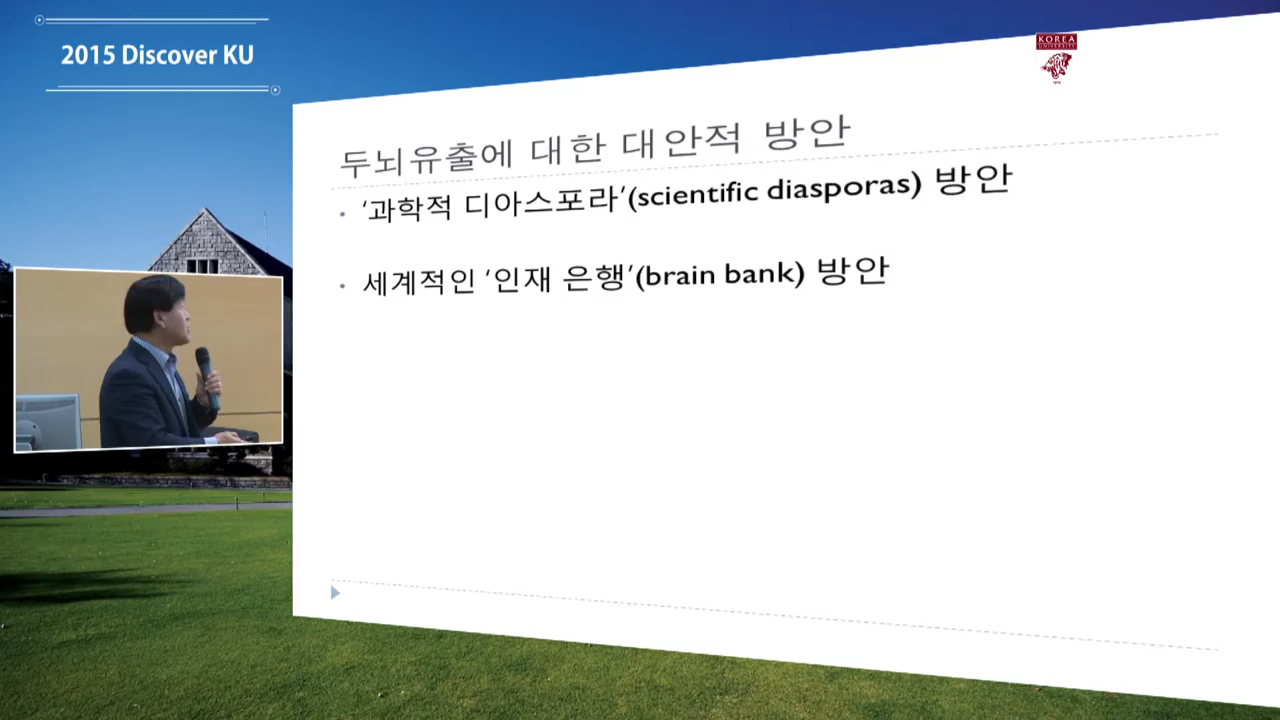 2015 Discover KU
KOREA
UNIVERSITY
1905
두뇌유출에 대한 대안적 방안
• ‘과학적 디아스포라’(scientific diasporas) 방안
• 세계적인 ‘인재 은행’(brain bank) 방안